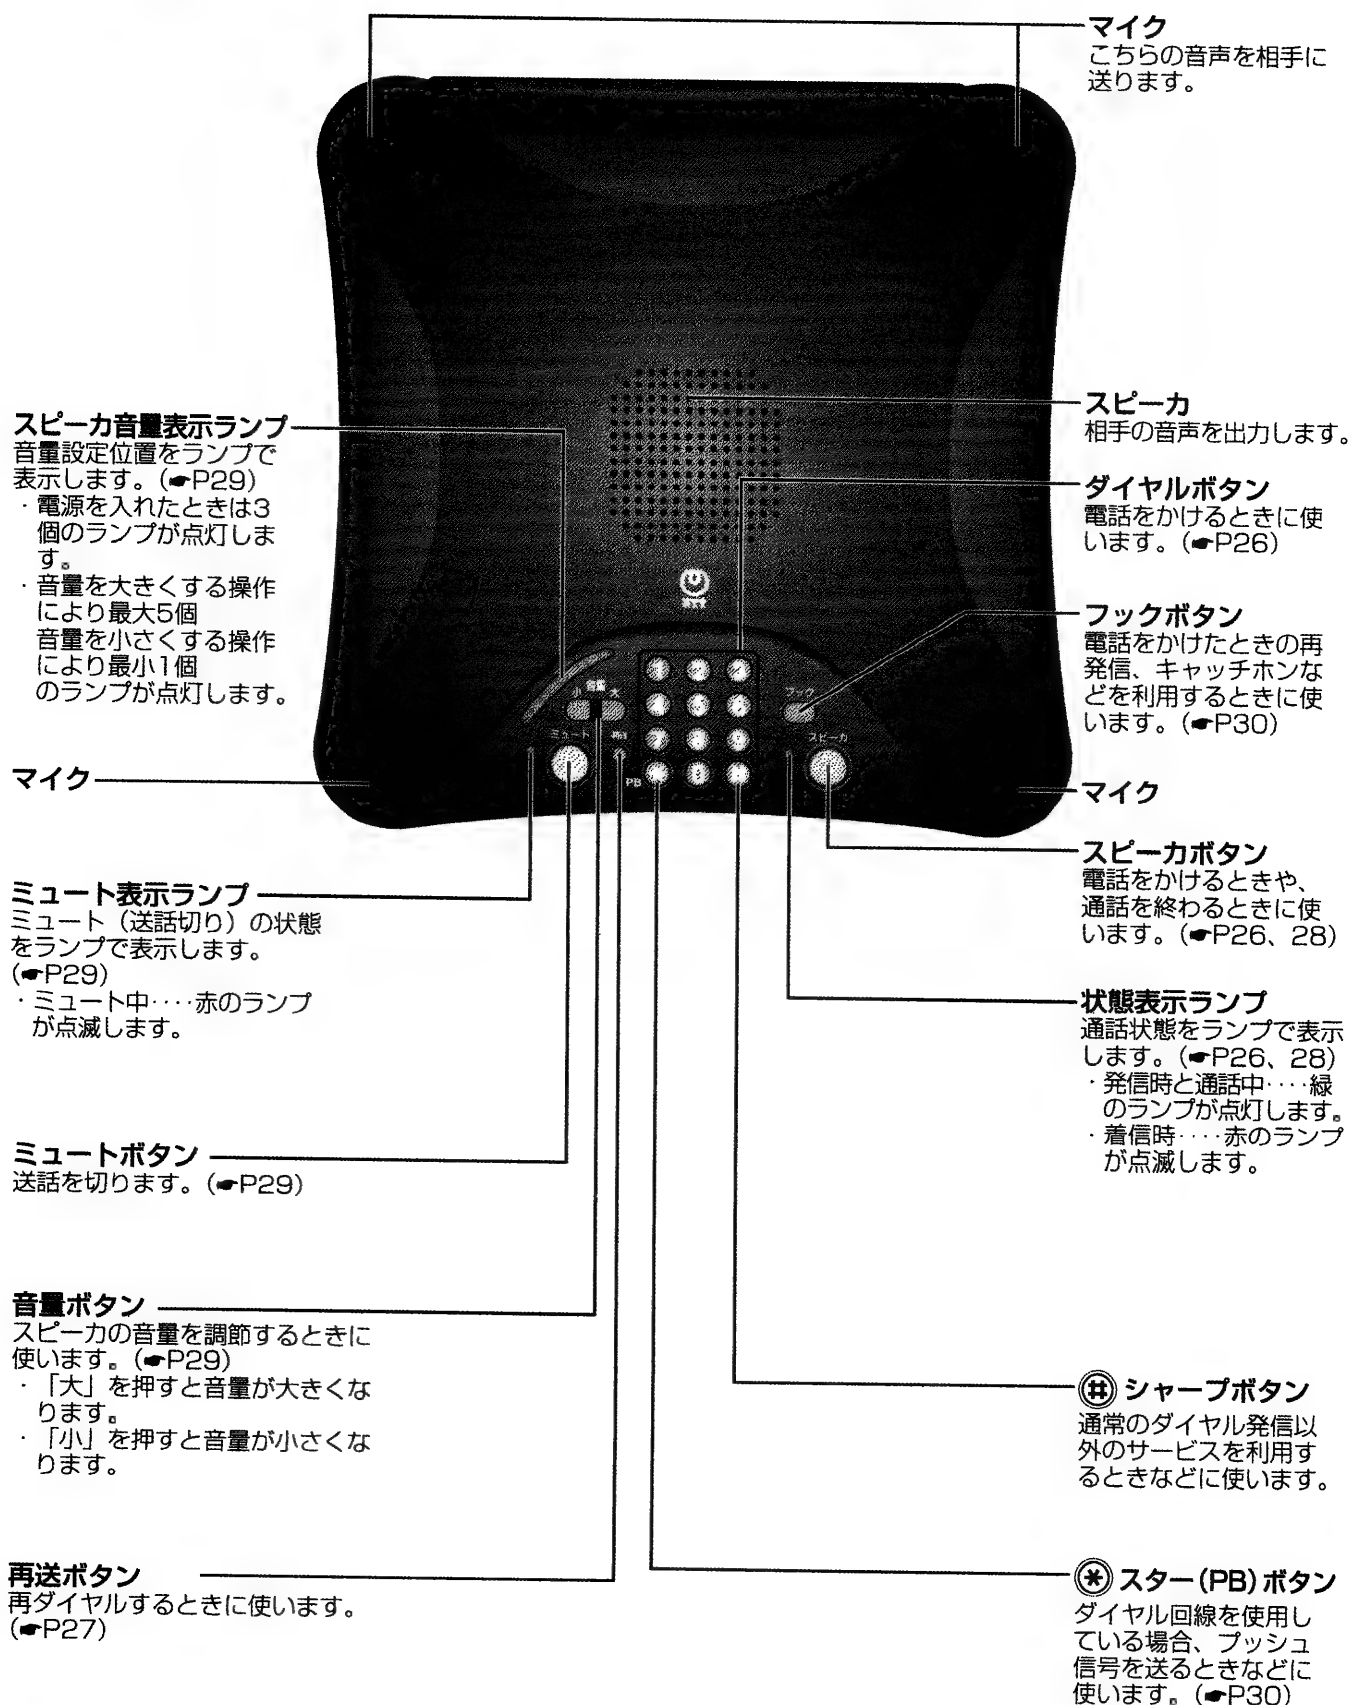 マイク
こちらの音声を相手に
送ります。
スピーカ音量表示ランプ
音量設定位置をランプで
表示します。(☛P29)
・電源を入れたときは3
個のランプが点灯しま
す。
・音量を大きくする操作
により最大5個
音量を小さくする操作
により最小1個
のランプが点灯します。
マイク
ミュート表示ランプ
ミュート（送話切り）の状態
をランプで表示します。
(☛P29)
・ミュート中‥‥赤のランプ
が点滅します。
ミュートボタン
送話を切ります。(☛P29)
音量ボタン
スピーカの音量を調節するときに
使います。(☛P29)
・「大」を押すと音量が大きくな
ります。
・「小」を押すと音量が小さくな
ります。
再送ボタン
再ダイヤルするときに使います。
(☛P27)
NTT
小 音量 大
ミュート
PB
フック
スピーカ
スピーカ
相手の音声を出力します。
ダイヤルボタン
電話をかけるときに使
います。(☛P26)
フックボタン
電話をかけたときの再
発信、キャッチホンな
どを利用するときに使
います。(☛P30)
マイク
スピーカボタン
電話をかけるときや、
通話を終わるときに使
います。(☛P26、28)
状態表示ランプ
通話状態をランプで表示
します。(☛P26、28)
・発信時と通話中‥‥緑
のランプが点灯します。
・着信時‥‥赤のランプ
が点滅します。
# シャープボタン
通常のダイヤル発信以
外のサービスを利用す
るときなどに使います。
* スター(PB)ボタン
ダイヤル回線を使用し
ている場合、プッシュ
信号を送るときなどに
使います。(☛P30)